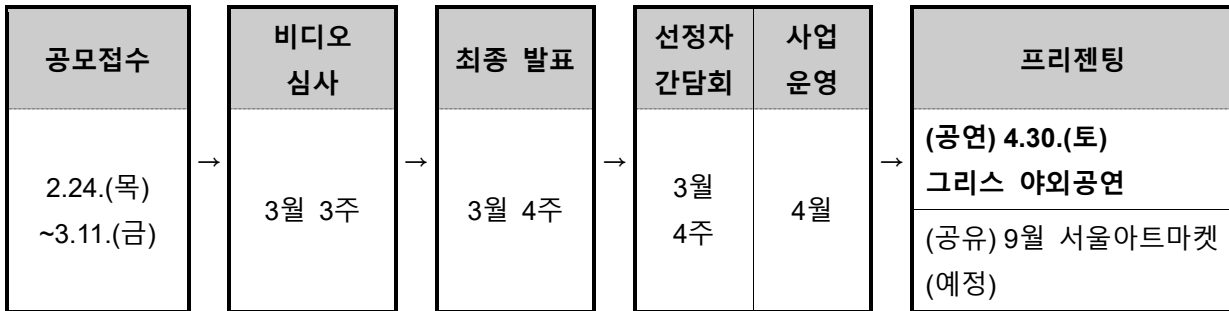 공모접수
2.24.(목)
~3.11.(금)
→
비디오
심사
3월 3주
→
최종 발표
3월 4주
→
선정자
간담회
3월
4주
사업
운영
4월
→
프리젠팅
(공연) 4.30.(토)
그리스 야외공연
(공유) 9월 서울아트마켓
(예정)